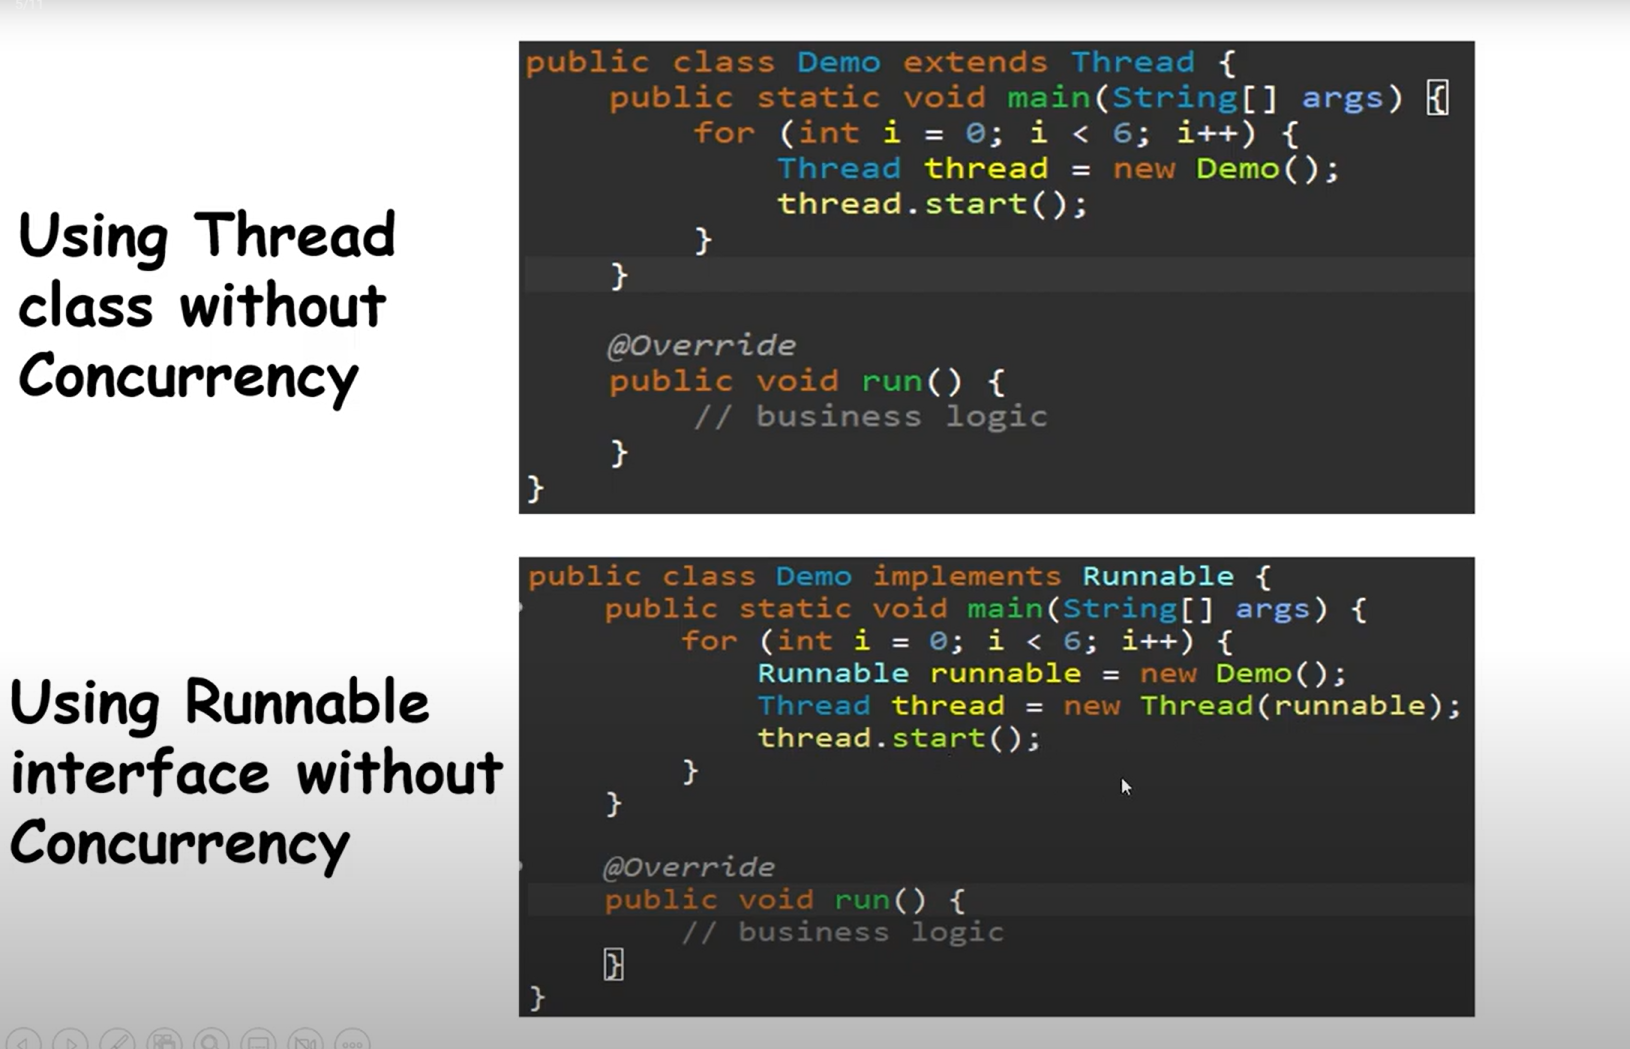 5/11
Using Thread
class without
Concurrency
public class Demo extends Thread {
    public static void main(String[] args) {
        for (int i = 0; i < 6; i++) {
            Thread thread = new Demo();
            thread.start();
        }
    }
    @Override
    public void run() {
        // business logic
    }
}
Using Runnable
interface without
Concurrency
public class Demo implements Runnable {
    public static void main(String[] args) {
        for (int i = 0; i < 6; i++) {
            Runnable runnable = new Demo();
            Thread thread = new Thread(runnable);
            thread.start();
        }
    }
    @Override
    public void run() {
        // business logic
    }
}